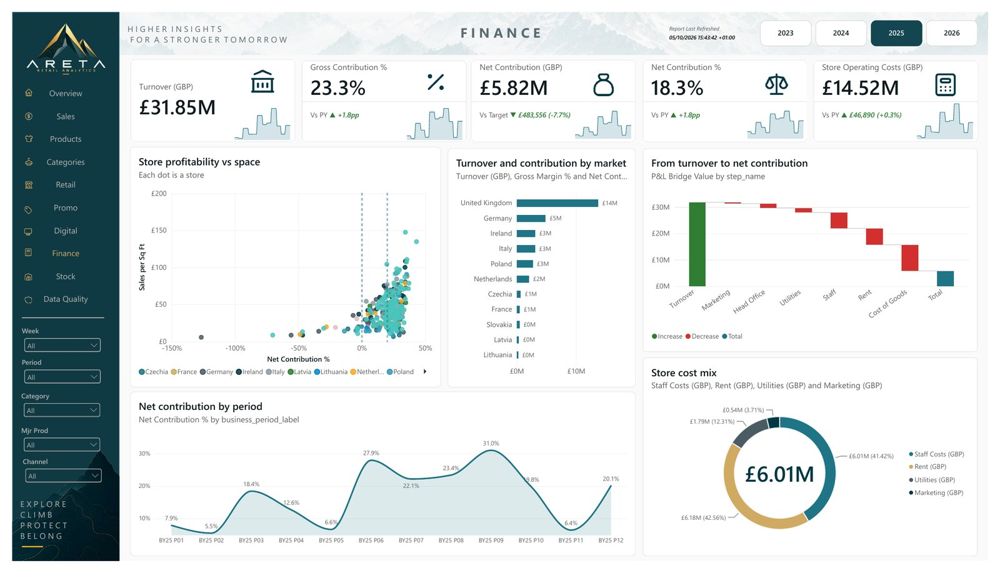 ARETA
RETAIL ANALYTICS
Overview
Sales
Products
Categories
Retail
Promo
Digital
Finance
Stock
Data Quality
Week
All
Period
All
Category
All
Mjr Prod
All
Channel
All
EXPLORE
CLIMB
PROTECT
BELONG
HIGHER INSIGHTS
FOR A STRONGER TOMORROW
FINANCE
Report Last Refreshed
05/10/2026 15:43:42 +01:00
2023
2024
2025
2026
Turnover (GBP)
£31.85M
Gross Contribution %
23.3%
Vs PY ▲ +1.8pp
Net Contribution (GBP)
£5.82M
Vs Target ▼ £483,556 (-7.7%)
Net Contribution %
18.3%
Vs PY ▲ +1.8pp
Store Operating Costs (GBP)
£14.52M
Vs PY ▲ £46,890 (+0.3%)
Store profitability vs space
Each dot is a store
Sales per Sq Ft
£200
£150
£100
£50
£0
-150%
-100%
-50%
0%
50%
Net Contribution %
Czechia
France
Germany
Ireland
Italy
Latvia
Lithuania
Netherl...
Poland
Turnover and contribution by market
Turnover (GBP), Gross Margin % and Net Cont...
United Kingdom £14M
Germany £5M
Ireland £3M
Italy £3M
Poland £3M
Netherlands £2M
Czechia £1M
France £1M
Slovakia £0M
Latvia £0M
Lithuania £0M
£0M
£10M
From turnover to net contribution
P&L Bridge Value by step_name
£30M
£20M
£10M
£0M
Turnover
Marketing
Head Office
Utilities
Staff
Rent
Cost of Goods
Total
Increase
Decrease
Total
Net contribution by period
Net Contribution % by business_period_label
30%
20%
10%
7.9%
5.5%
18.4%
12.6%
6.6%
27.9%
22.1%
23.4%
31.0%
19.8%
6.4%
20.1%
BY25 P01
BY25 P02
BY25 P03
BY25 P04
BY25 P05
BY25 P06
BY25 P07
BY25 P08
BY25 P09
BY25 P10
BY25 P11
BY25 P12
Store cost mix
Staff Costs (GBP), Rent (GBP), Utilities (GBP) and Marketing (GBP)
£0.54M (3.71%)
£1.79M (12.31%)
£6.01M (41.42%)
£6.18M (42.56%)
£6.01M
Staff Costs (GBP)
Rent (GBP)
Utilities (GBP)
Marketing (GBP)